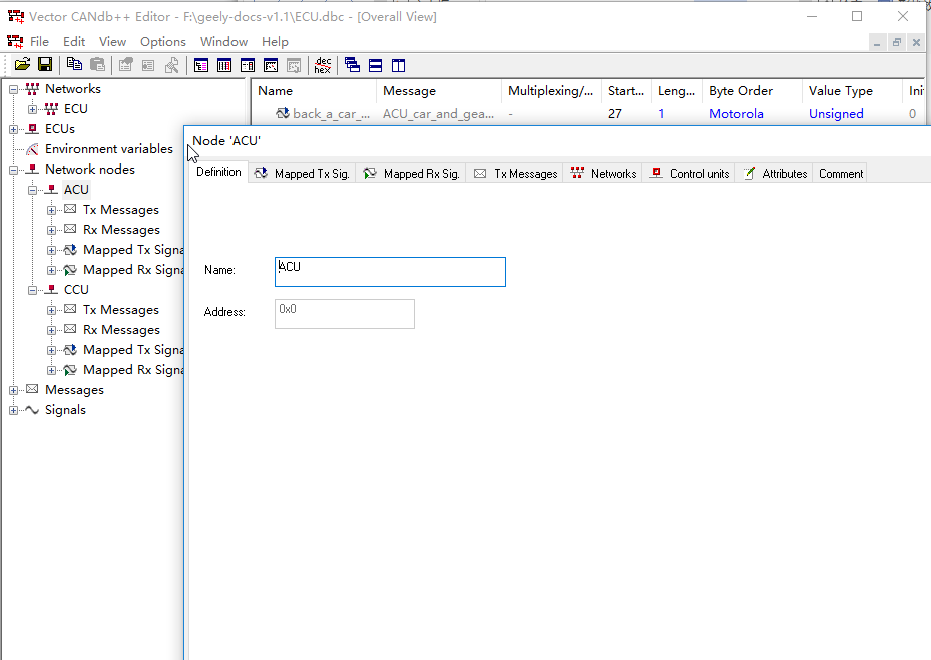 Vector CANdb++ Editor - F:\geely-docs-v1.1\ECU.dbc - [Overall View]
File Edit View Options Window Help
dec
hex
Networks
ECU
ECUs
Environment variables
Network nodes
ACU
Tx Messages
Rx Messages
Mapped Tx Signa
Mapped Rx Signa
CCU
Tx Messages
Rx Messages
Mapped Tx Signa
Mapped Rx Signa
Messages
Signals
Name Message Multiplexing/... Start... Leng... Byte Order Value Type Ini
back_a_car_... ACU_car_and_gea... - 27 1 Motorola Unsigned 0
Node 'ACU'
Definition Mapped Tx Sig. Mapped Rx Sig. Tx Messages Networks Control units Attributes Comment
Name: ACU
Address: 0x0